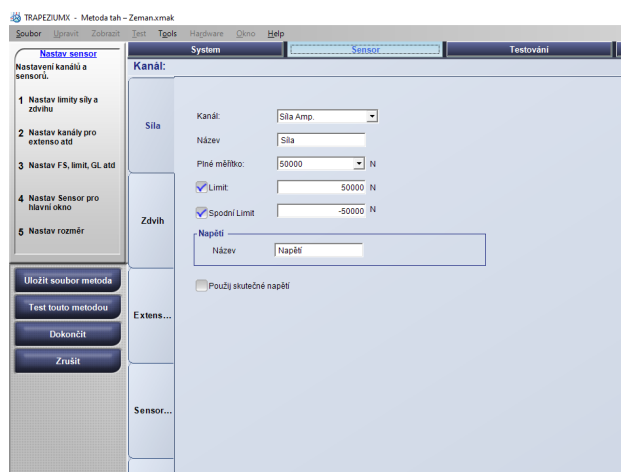 TRAPEZIUMX - Metoda tah – Zeman.xmak
Soubor Upravit Zobrazit Test Tools Hardware Okno Help
System Sensor Testování
Nastav sensor
Nastavení kanálů a
sensorů.
1 Nastav limity síly a
zdvihu
2 Nastav kanály pro
extenso atd
3 Nastav FS, limit, GL atd
4 Nastav Sensor pro
hlavní okno
5 Nastav rozměr
Uložit soubor metoda
Test touto metodou
Dokončit
Zrušit
Kanál:
Síla
Zdvih
Extens...
Sensor...
Kanál: Síla Amp.
Název Síla
Plné měřítko: 50000 N
Limit: 50000 N
Spodní Limit -50000 N
Napětí
Název Napětí
Použij skutečné napětí